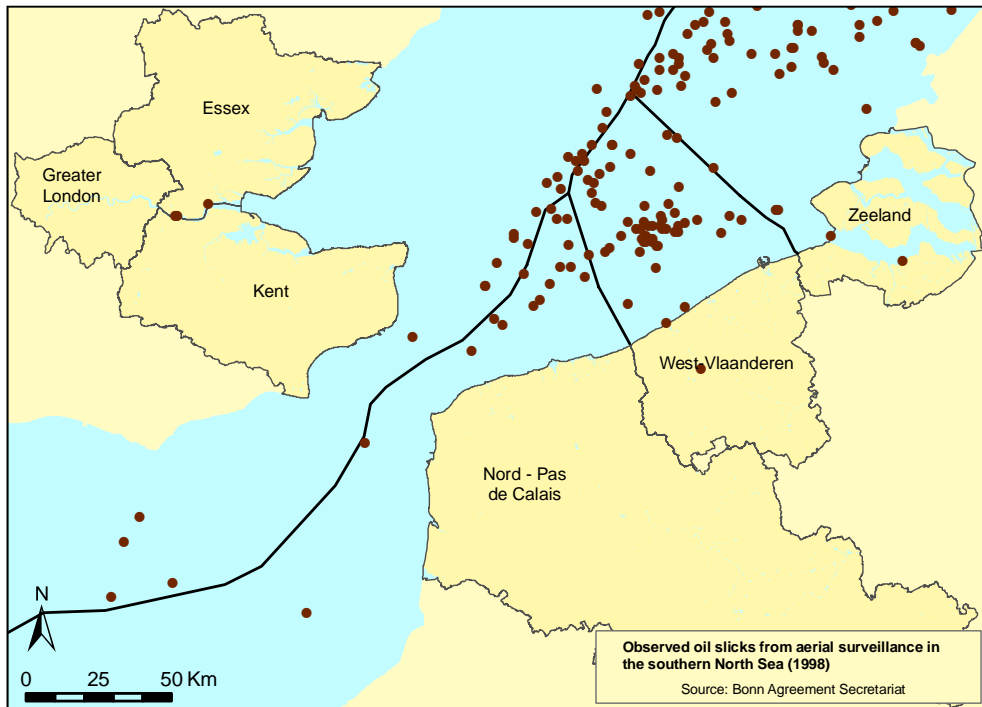 Essex
Greater
London
Zeeland
Kent
West-Vlaanderen
Nord - Pas
de Calais
N
0 25 50 Km
Observed oil slicks from aerial surveillance in
the southern North Sea (1998)
Source: Bonn Agreement Secretariat